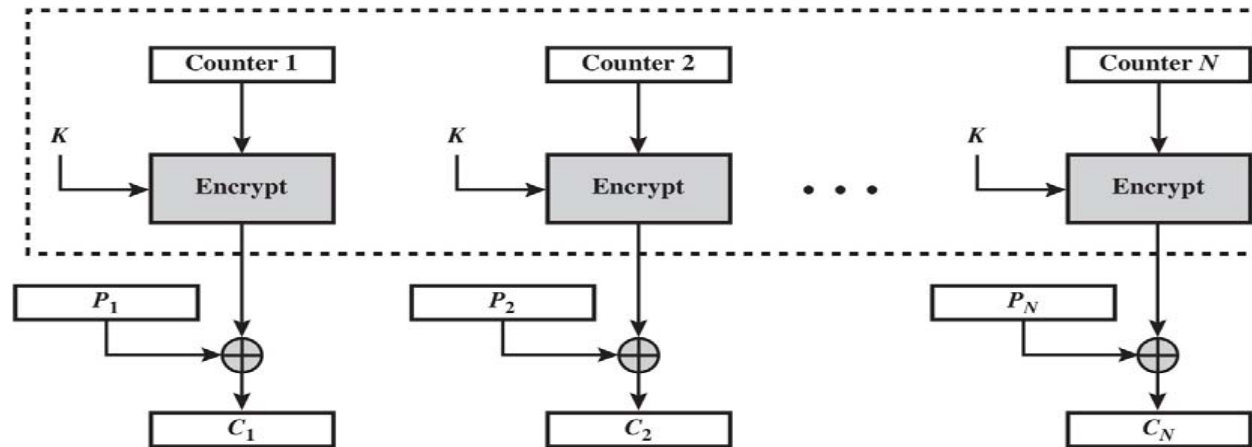 Counter 1 Counter 2 Counter N
K K K
Encrypt Encrypt • • • Encrypt
P1 P2 PN
C1 C2 CN